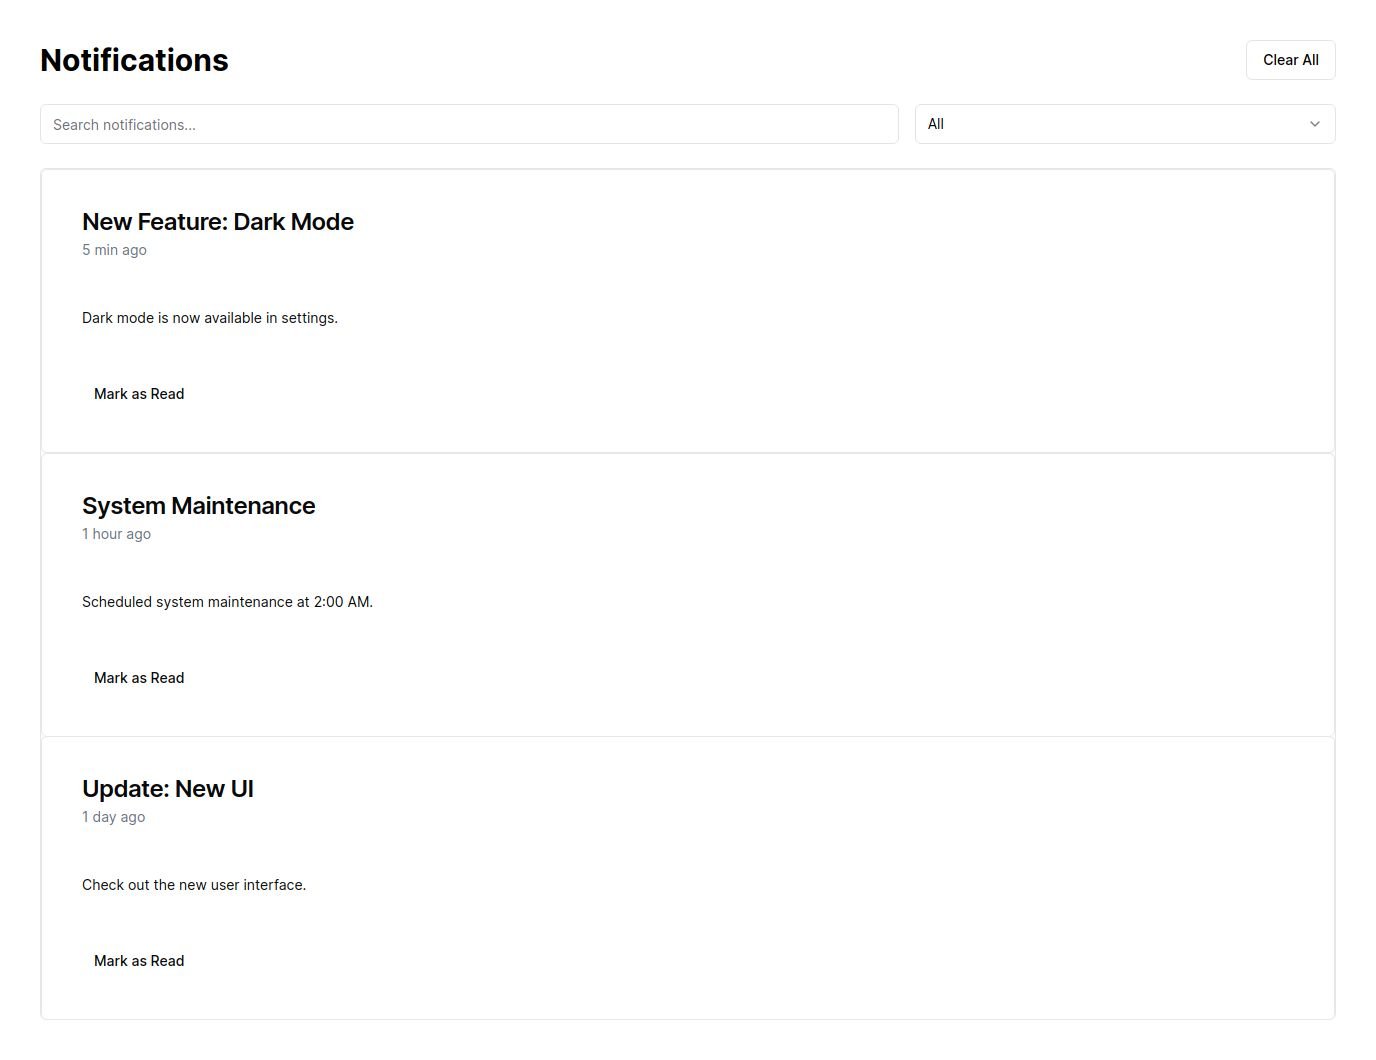 Notifications
Clear All
Search notifications...
All
New Feature: Dark Mode
5 min ago
Dark mode is now available in settings.
Mark as Read
System Maintenance
1 hour ago
Scheduled system maintenance at 2:00 AM.
Mark as Read
Update: New UI
1 day ago
Check out the new user interface.
Mark as Read